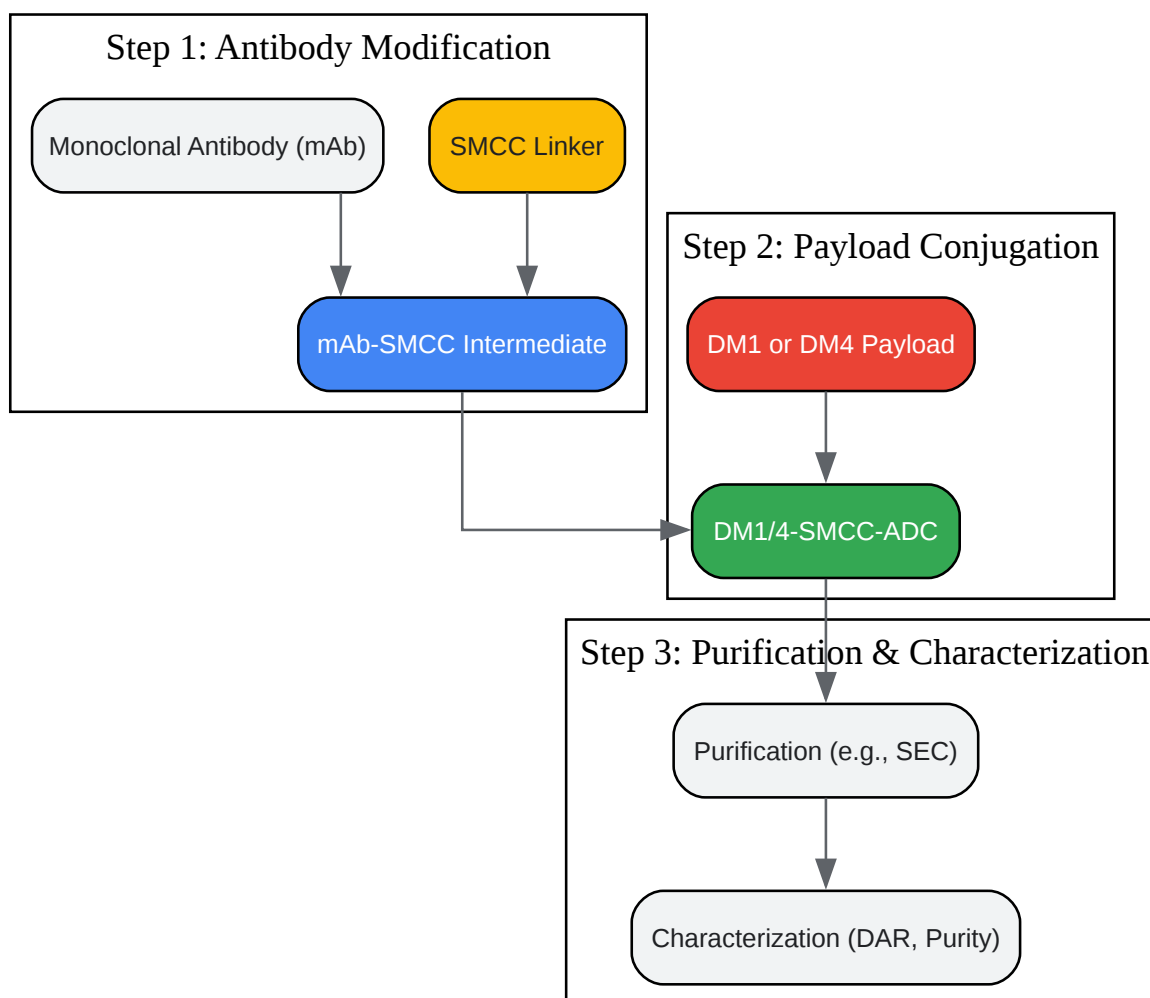 Step 1: Antibody Modification
Monoclonal Antibody (mAb)
SMCC Linker
mAb-SMCC Intermediate
Step 2: Payload Conjugation
DM1 or DM4 Payload
DM1/4-SMCC-ADC
Step 3: Purification & Characterization
Purification (e.g., SEC)
Characterization (DAR, Purity)